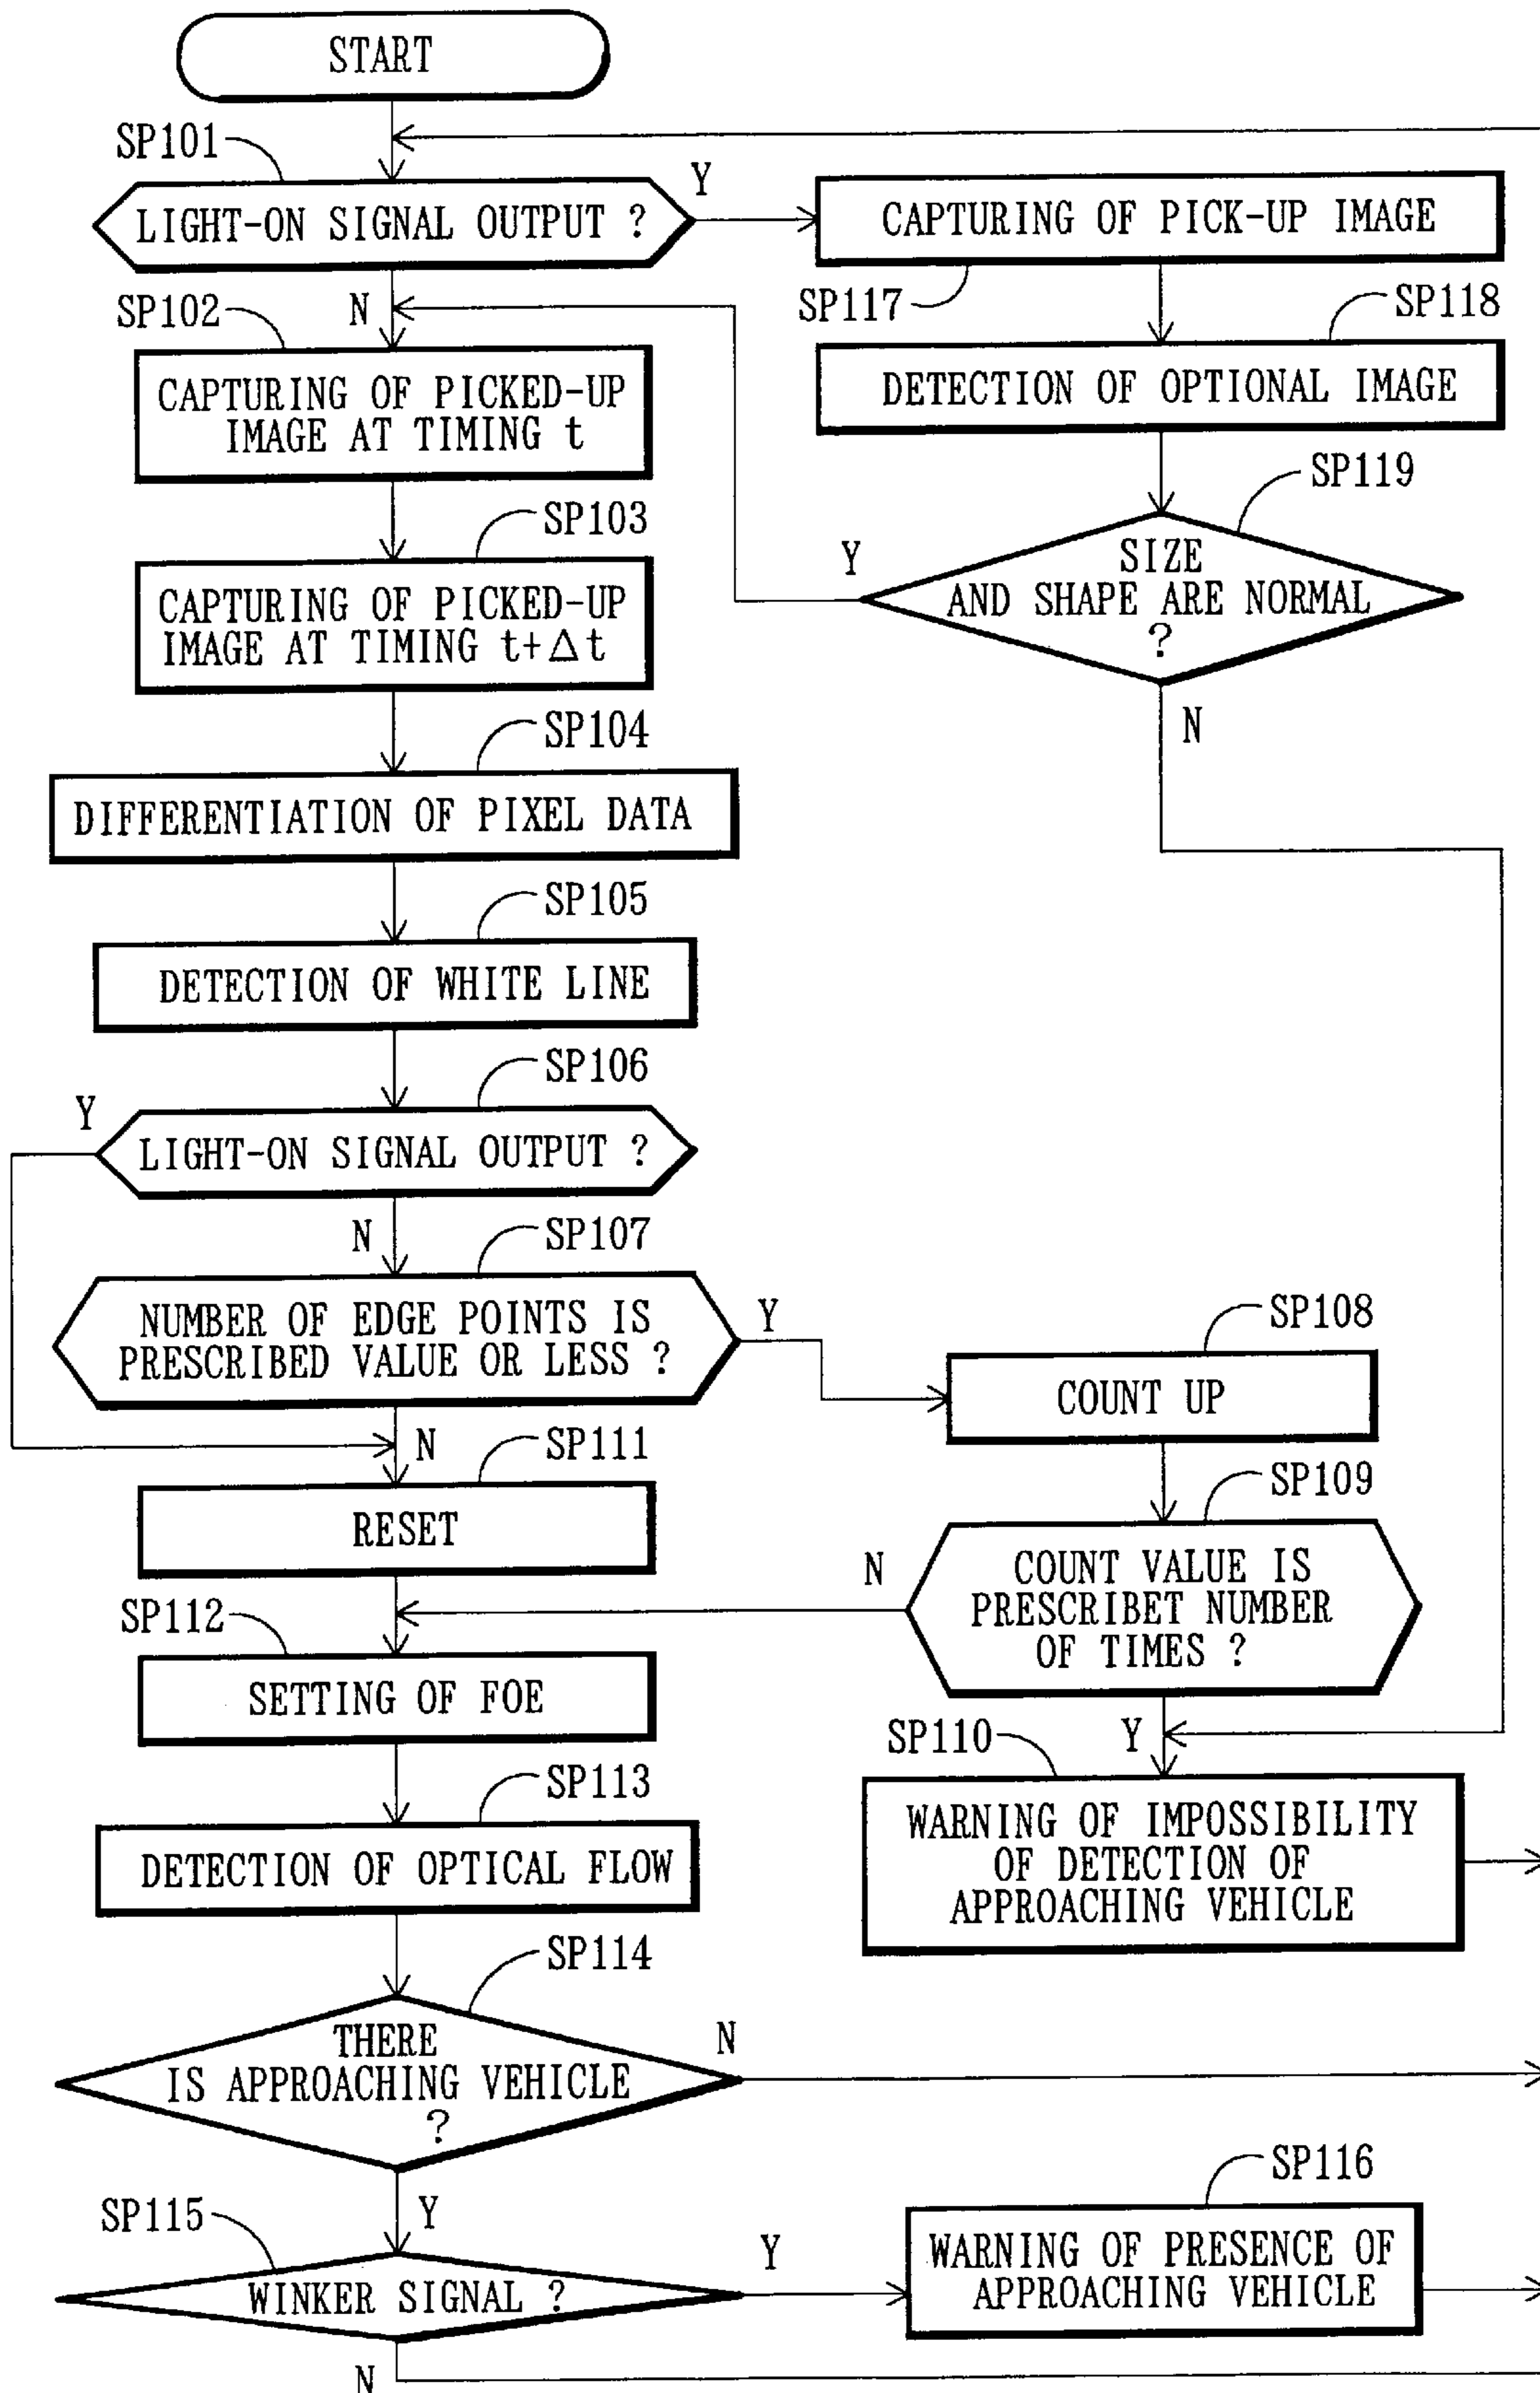 START
SP101
LIGHT-ON SIGNAL OUTPUT ?
Y
CAPTURING OF PICK-UP IMAGE
SP117
SP102
N
SP118
CAPTURING OF PICKED-UP
IMAGE AT TIMING t
DETECTION OF OPTIONAL IMAGE
SP119
SP103
Y
SIZE
AND SHAPE ARE NORMAL
?
CAPTURING OF PICKED-UP
IMAGE AT TIMING t+Δt
N
SP104
DIFFERENTIATION OF PIXEL DATA
SP105
DETECTION OF WHITE LINE
SP106
Y
LIGHT-ON SIGNAL OUTPUT ?
N
SP107
NUMBER OF EDGE POINTS IS
PRESCRIBED VALUE OR LESS ?
Y
SP108
COUNT UP
N
SP111
SP109
RESET
N
COUNT VALUE IS
PRESCRIBET NUMBER
OF TIMES ?
SP112
SETTING OF FOE
SP110
Y
SP113
WARNING OF IMPOSSIBILITY
OF DETECTION OF
APPROACHING VEHICLE
DETECTION OF OPTICAL FLOW
SP114
THERE
IS APPROACHING VEHICLE
?
N
SP116
SP115
Y
Y
WARNING OF PRESENCE OF
APPROACHING VEHICLE
WINKER SIGNAL ?
N